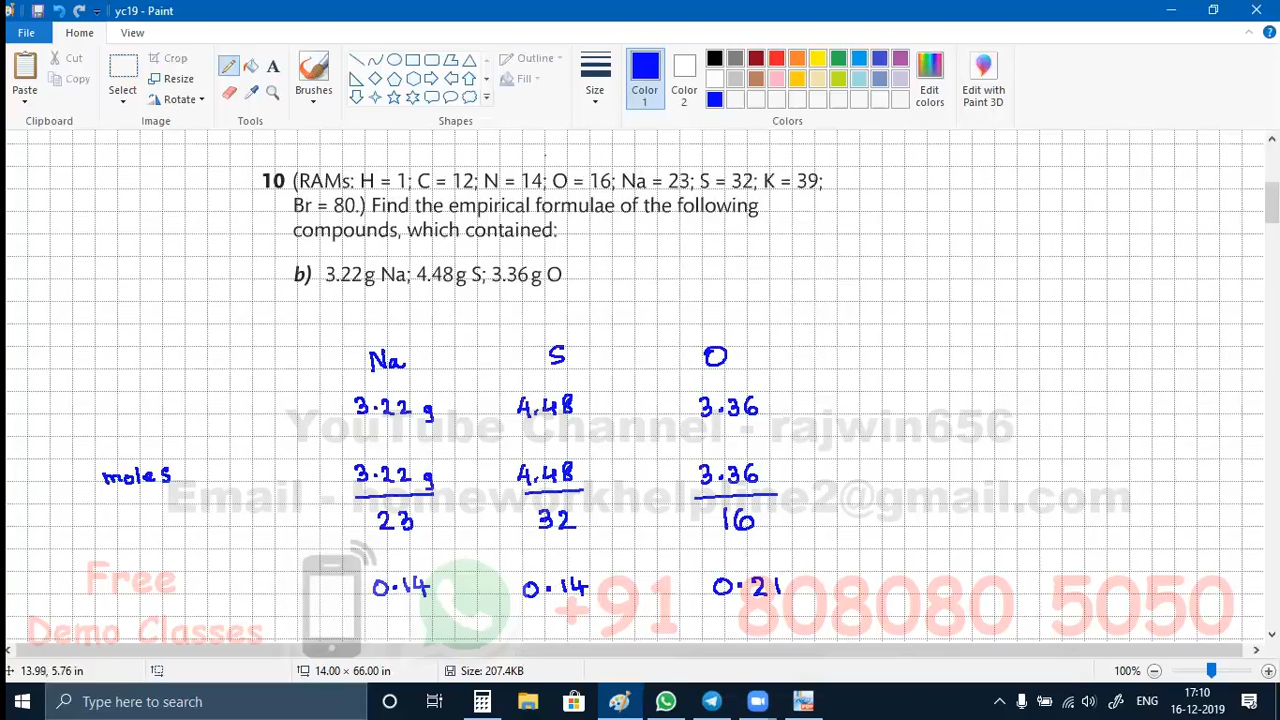 yc19 - Paint
File Home View
Paste Cut Copy Clipboard
Select Crop Resize Rotate Image
Tools
Brushes
Shapes
Outline Fill
Size
Color 1 Color 2
Edit colors
Edit with Paint 3D
Colors
10 (RAMs: H = 1; C = 12; N = 14; O = 16; Na = 23; S = 32; K = 39;
Br = 80.) Find the empirical formulae of the following
compounds, which contained:
b) 3.22 g Na; 4.48 g S; 3.36 g O
Na S O
3.22 g 4.48 3.36
YouTube Channel - rajwin656
moles 3.22 g 4.48 3.36
Email - homeworkhelpline2@gmail.com
23 32 16
Free
Demo Classes
0.14 0.14 0.21
+91 808080 5050
13.99, 5.76 in 14.00 × 66.00 in Size: 207.4KB 100%
Type here to search
ENG
17:10
16-12-2019